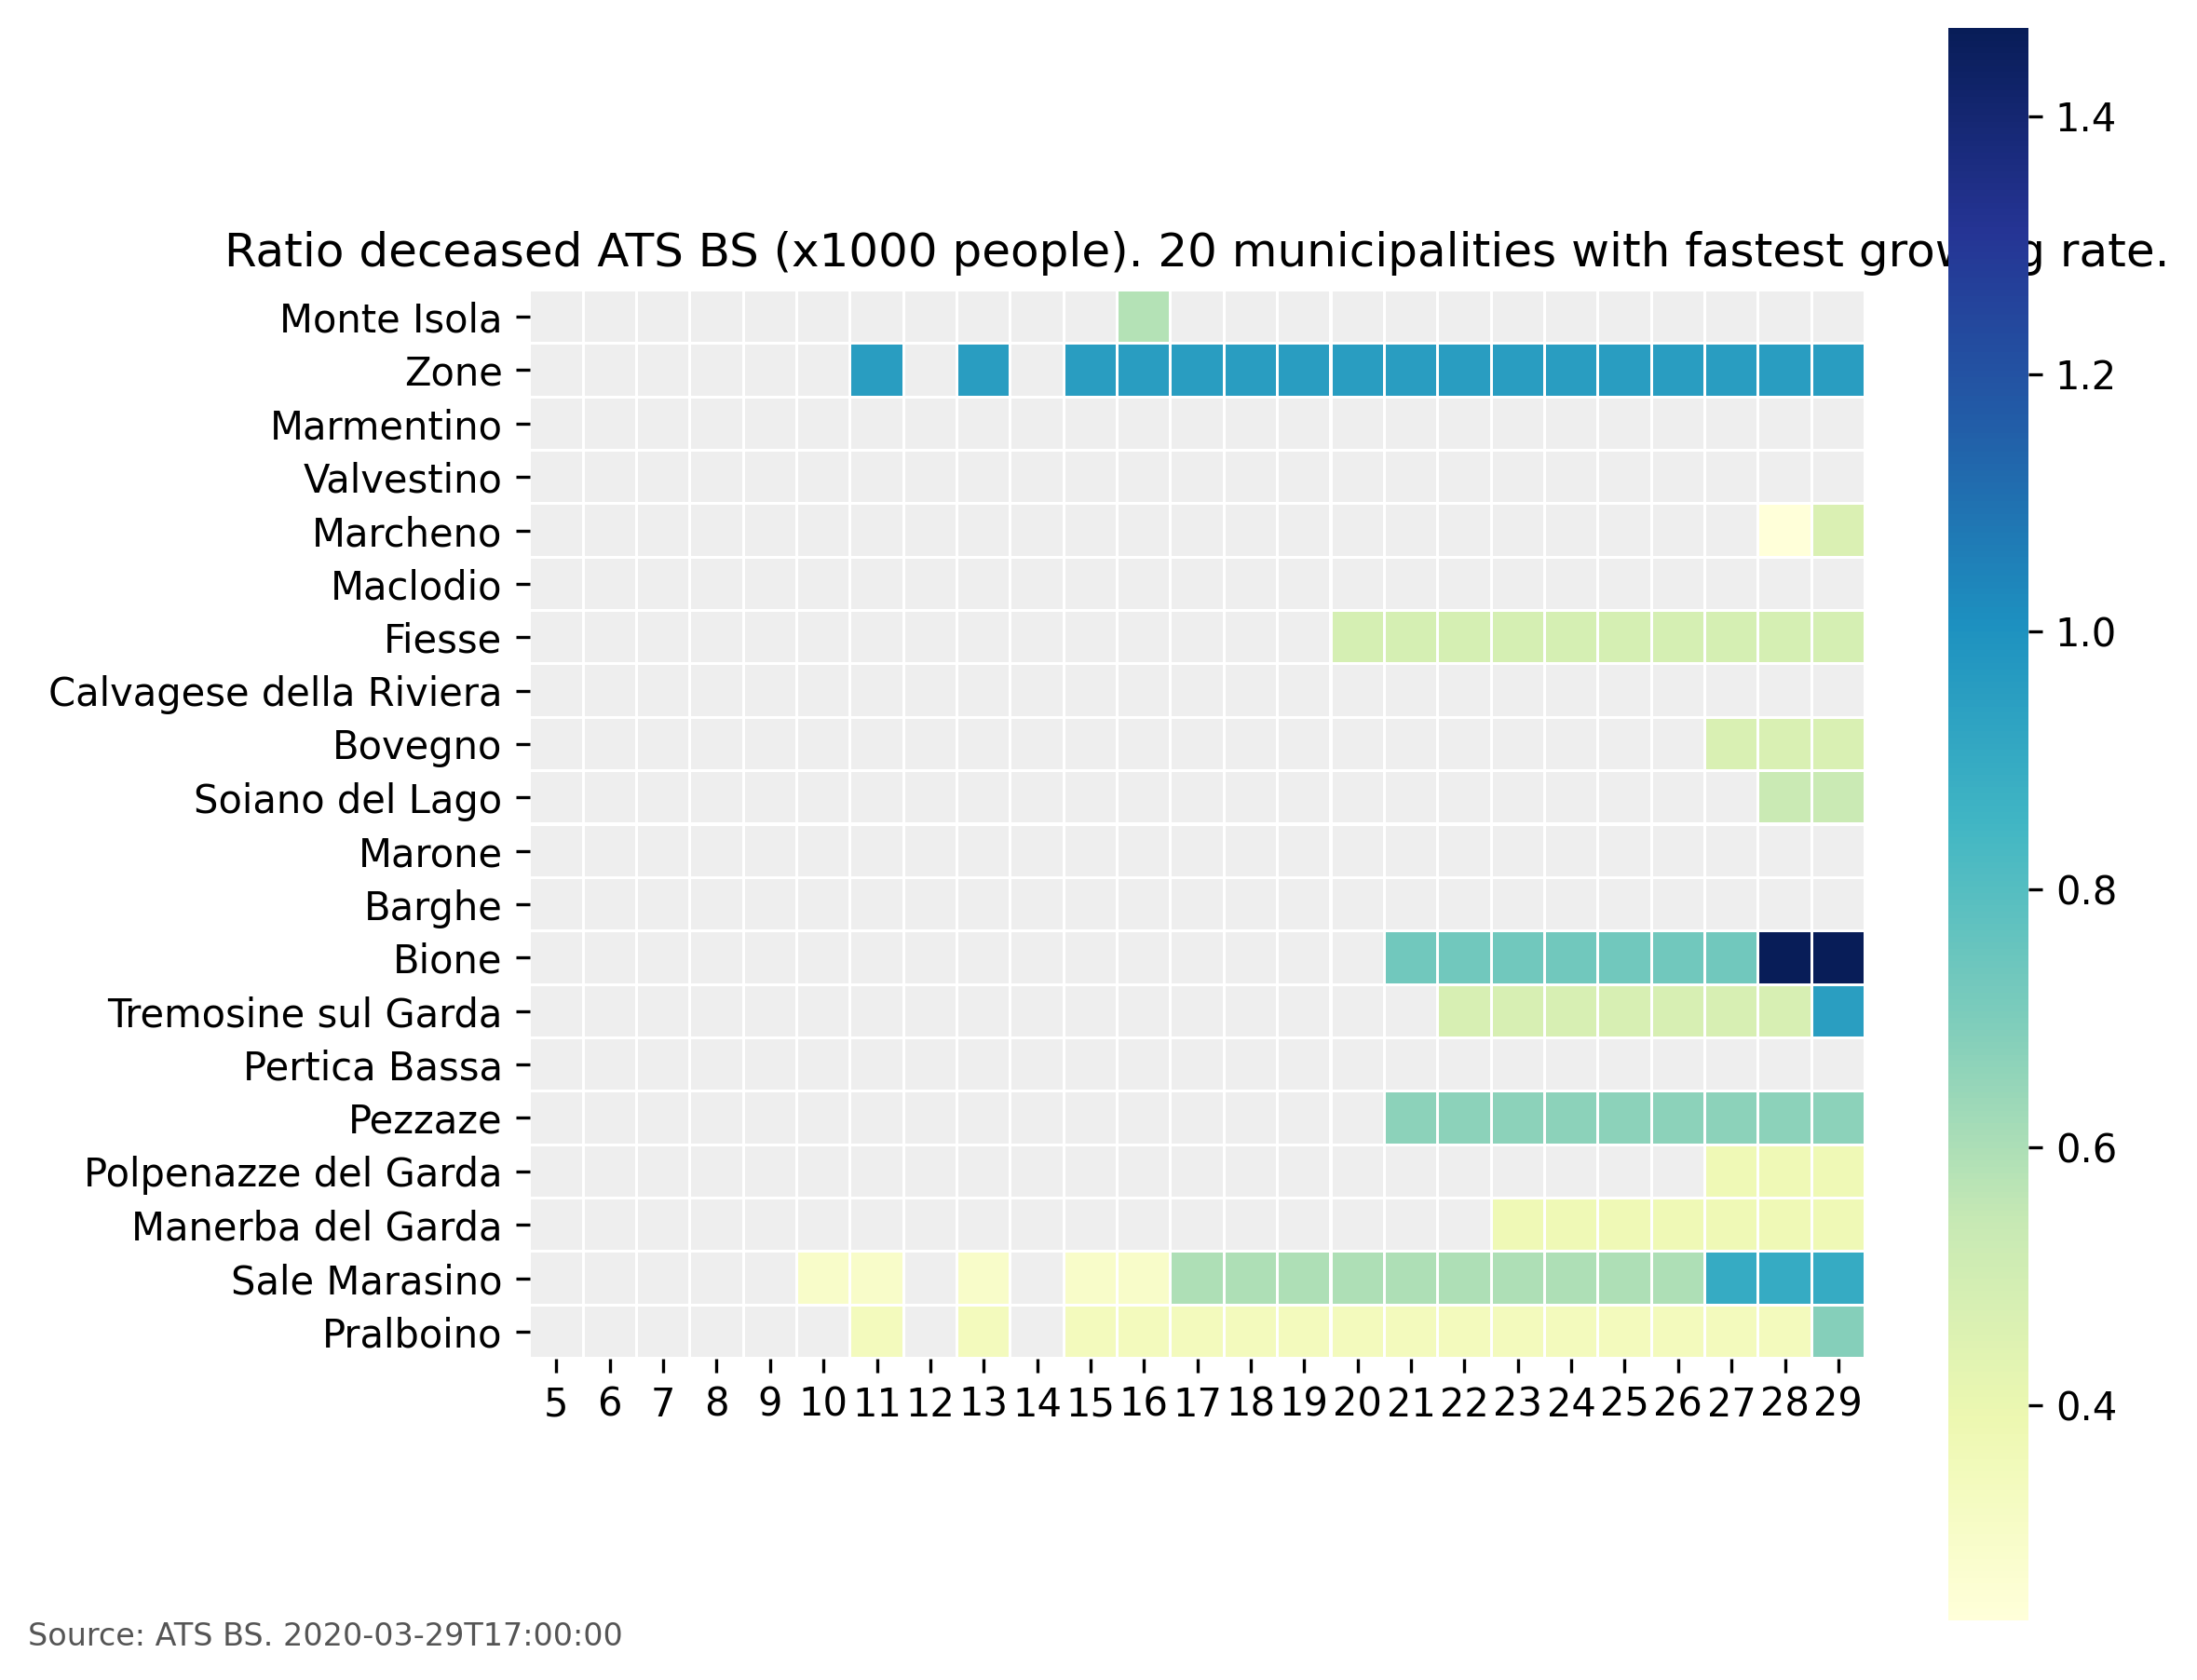 Ratio deceased ATS BS (x1000 people). 20 municipalities with fastest growing rate.
Monte Isola
Zone
Marmentino
Valvestino
Marcheno
Maclodio
Fiesse
Calvagese della Riviera
Bovegno
Soiano del Lago
Marone
Barghe
Bione
Tremosine sul Garda
Pertica Bassa
Pezzaze
Polpenazze del Garda
Manerba del Garda
Sale Marasino
Pralboino
5 6 7 8 9 10 11 12 13 14 15 16 17 18 19 20 21 22 23 24 25 26 27 28 29
1.4
1.2
1.0
0.8
0.6
0.4
Source: ATS BS. 2020-03-29T17:00:00